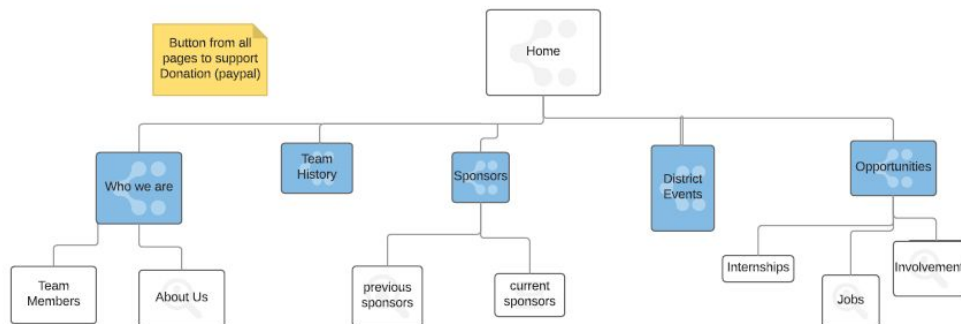 Button from all
pages to support
Donation (paypal)
Home
Who we are
Team
History
Sponsors
District
Events
Opportunities
Team
Members
About Us
previous
sponsors
current
sponsors
Internships
Jobs
Involvement